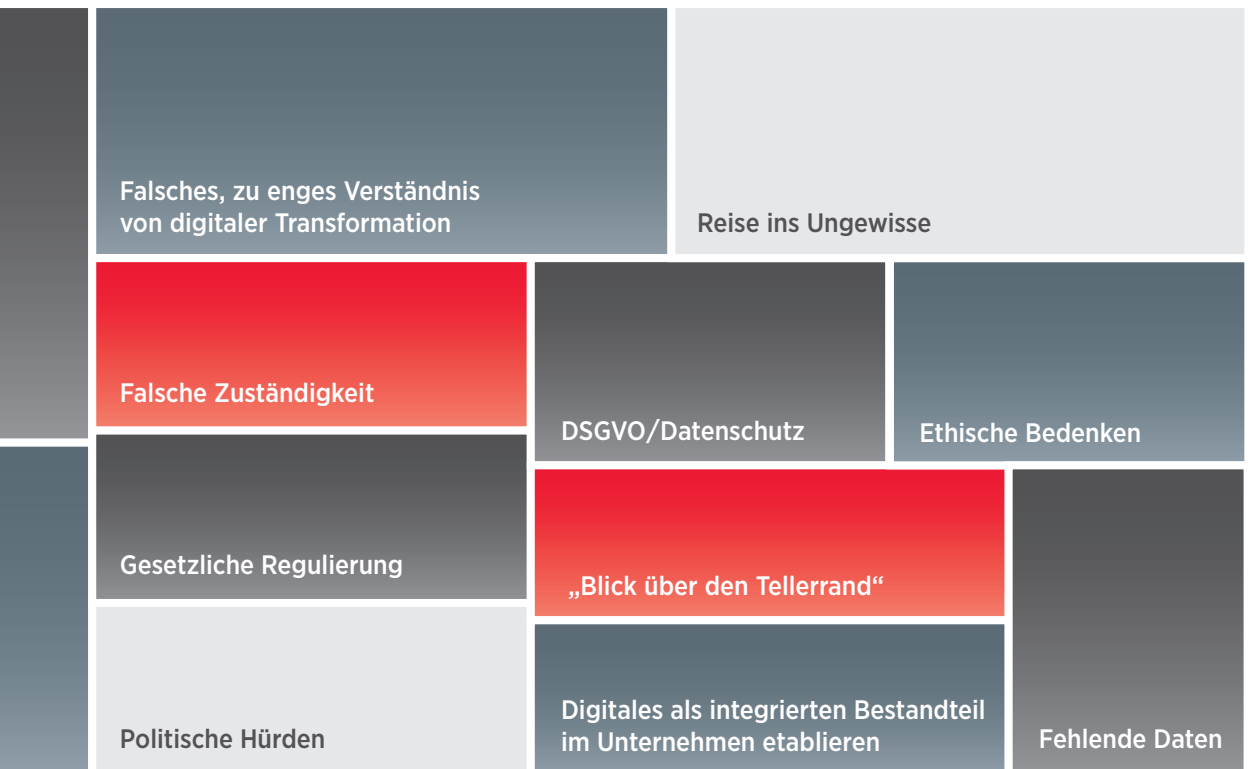 Falsches, zu enges Verständnis
von digitaler Transformation
Reise ins Ungewisse
Falsche Zuständigkeit
DSGVO/Datenschutz
Ethische Bedenken
Gesetzliche Regulierung
„Blick über den Tellerrand“
Politische Hürden
Digitales als integrierten Bestandteil
im Unternehmen etablieren
Fehlende Daten